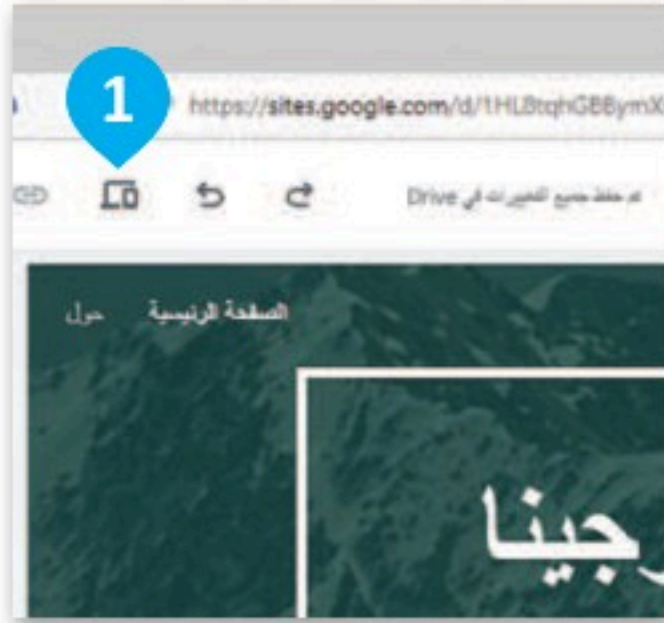 1
https://sites.google.com/d/1HLBtqhGBBymX
تم حفظ جميع التغييرات في Drive
الصفحة الرئيسية حول
جينا